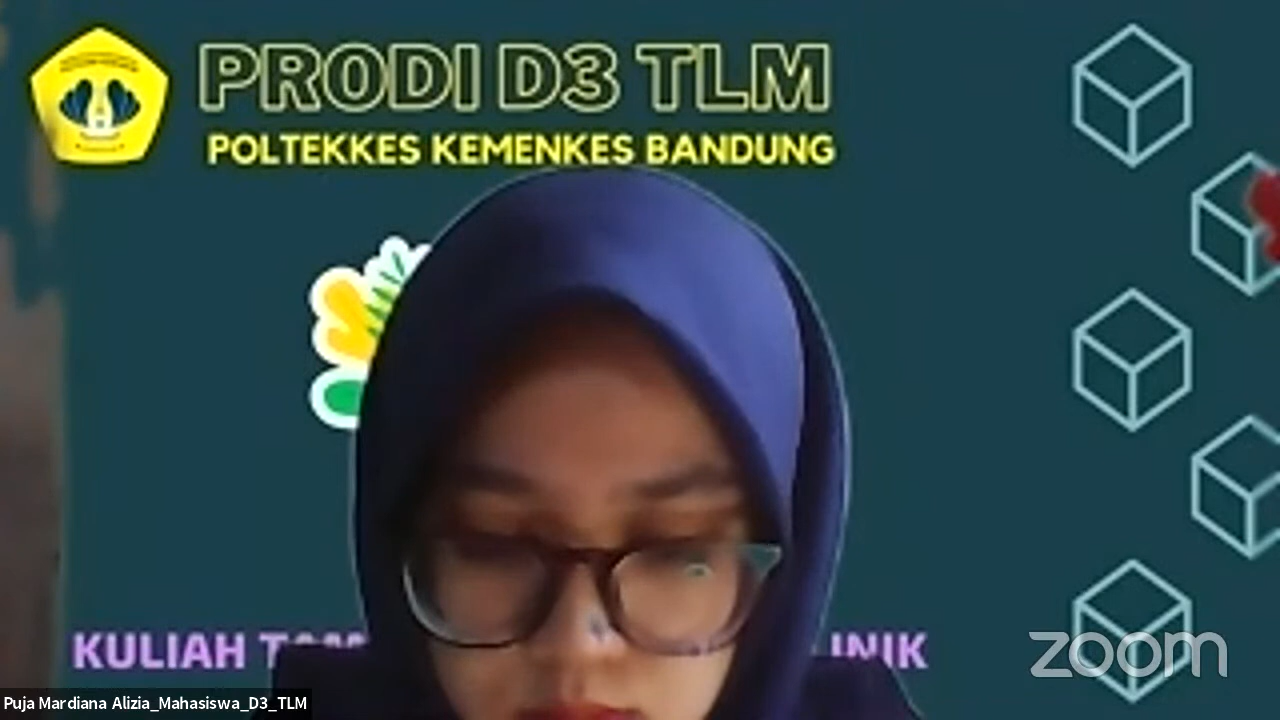 PRODI D3 TLM
POLTEKKES KEMENKES BANDUNG
KULIAH
zoom
Puja Mardiana Alizia_Mahasiswa_D3_TLM